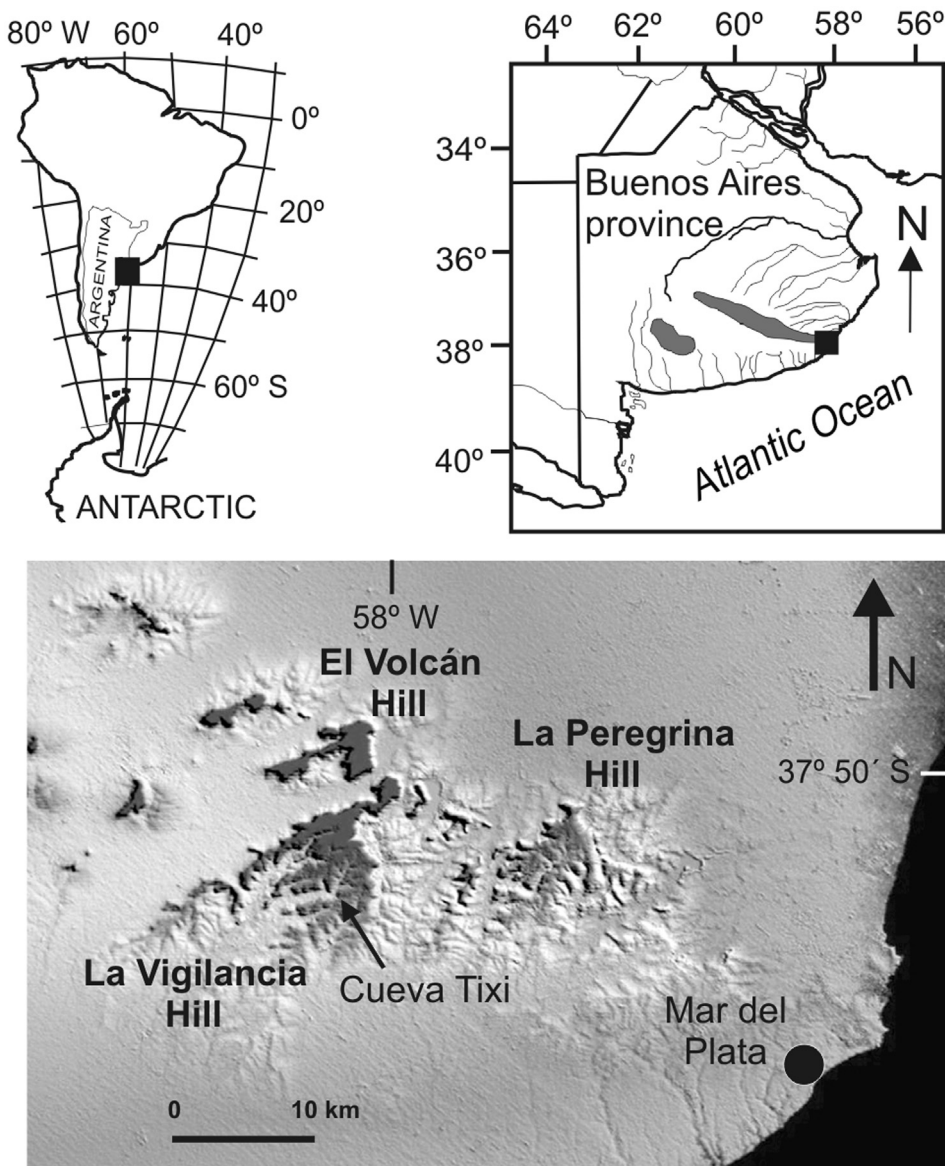 80º W 60º 40º
0º
20º
ARGENTINA
40º
60º S
ANTARCTIC
64º 62º 60º 58º 56º
34º
Buenos Aires
province
N
36º
38º
40º
Atlantic Ocean
58º W
El Volcán
Hill
N
La Peregrina
Hill
37º 50´ S
La Vigilancia
Hill
Cueva Tixi
Mar del
Plata
0 10 km